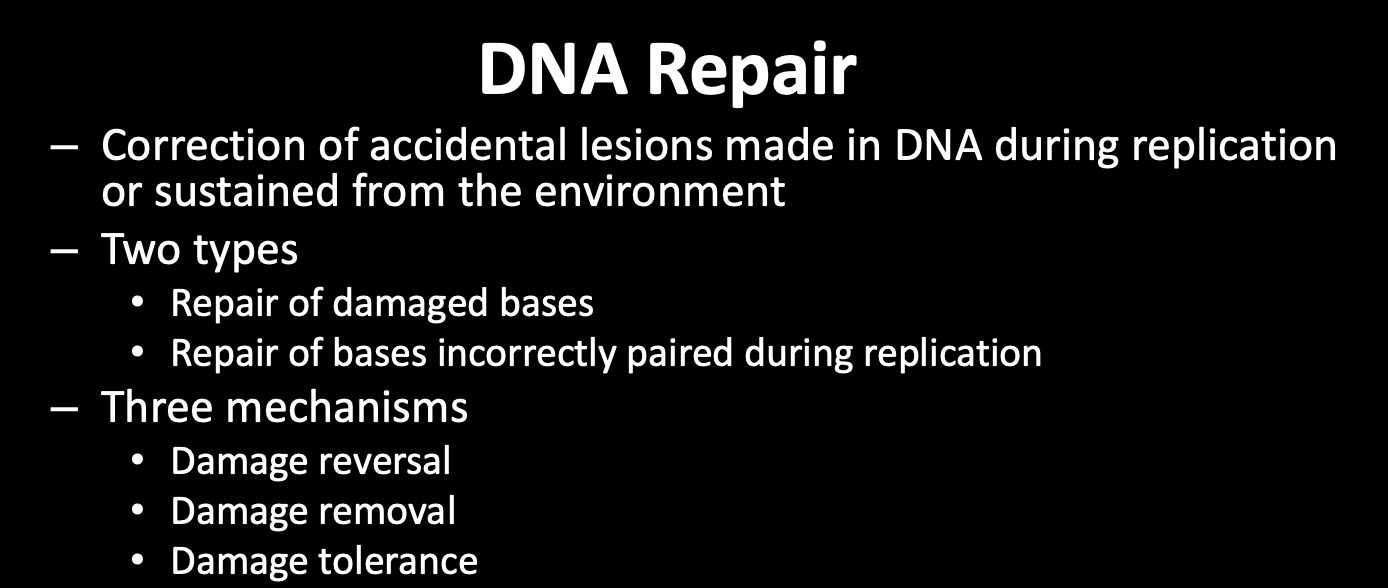 DNA Repair
– Correction of accidental lesions made in DNA during replication
or sustained from the environment
– Two types
• Repair of damaged bases
• Repair of bases incorrectly paired during replication
– Three mechanisms
• Damage reversal
• Damage removal
• Damage tolerance